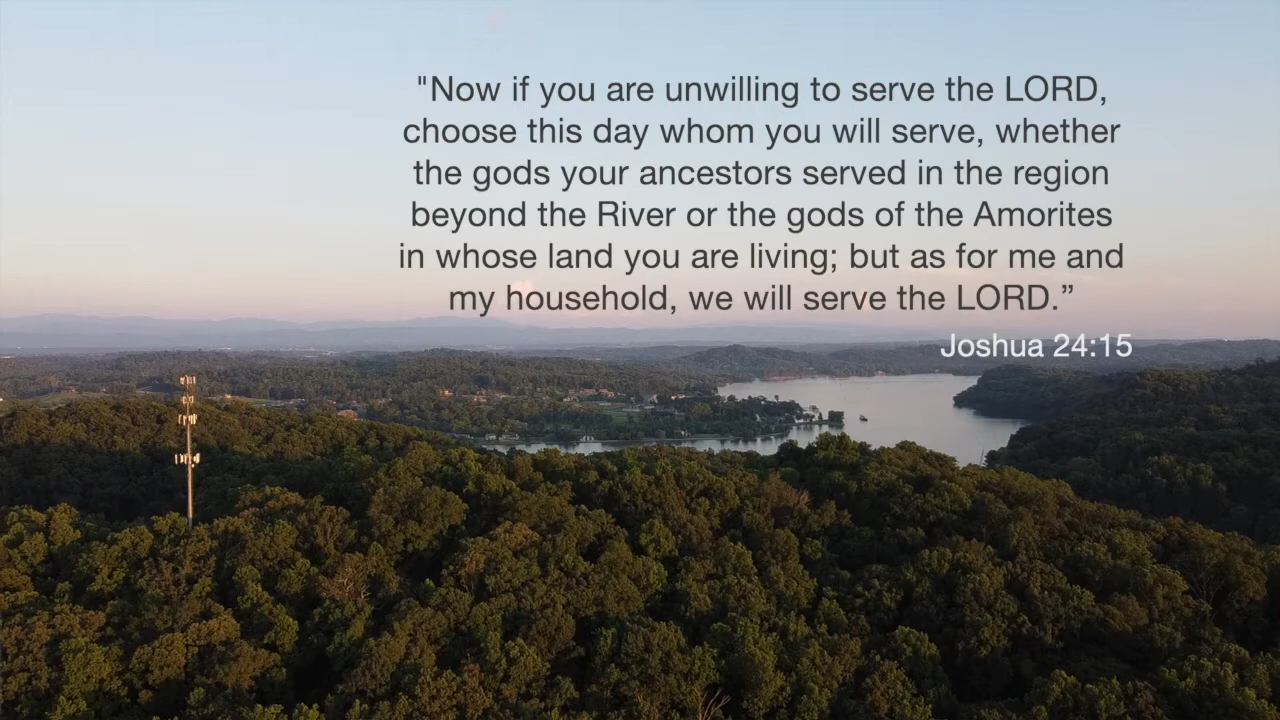 "Now if you are unwilling to serve the LORD,
choose this day whom you will serve, whether
the gods your ancestors served in the region
beyond the River or the gods of the Amorites
in whose land you are living; but as for me and
my household, we will serve the LORD.”
Joshua 24:15